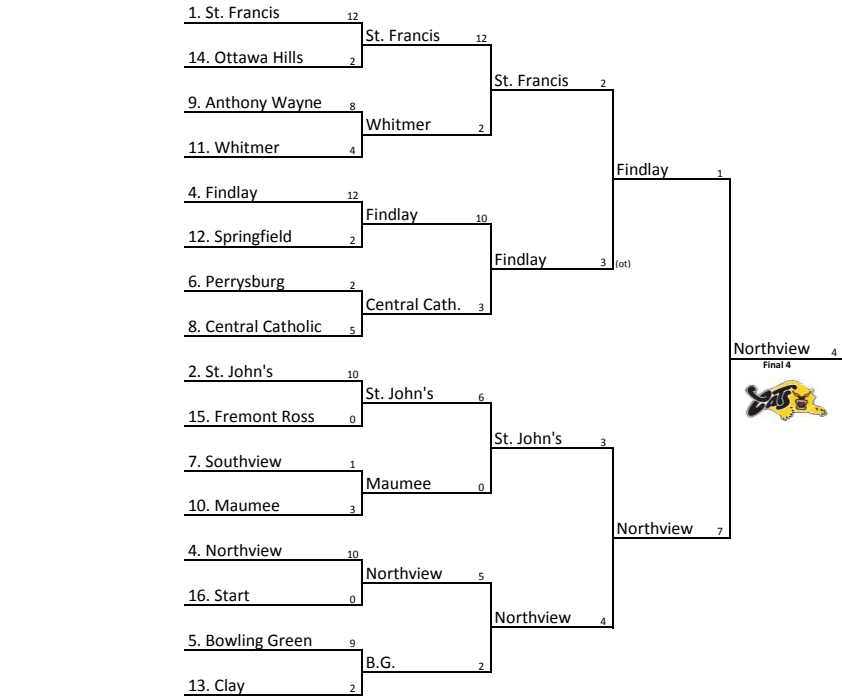 1. St. Francis 12
St. Francis 12
14. Ottawa Hills 2
St. Francis 2
9. Anthony Wayne 8
Whitmer 2
11. Whitmer 4
Findlay 1
4. Findlay 12
Findlay 10
12. Springfield 2
Findlay 3 (ot)
6. Perrysburg 2
Central Cath. 3
8. Central Catholic 5
Northview 4
Final 4
Cats
2. St. John's 10
St. John's 6
15. Fremont Ross 0
St. John's 3
7. Southview 1
Maumee 0
10. Maumee 3
Northview 7
4. Northview 10
Northview 5
16. Start 0
Northview 4
5. Bowling Green 9
B.G. 2
13. Clay 2